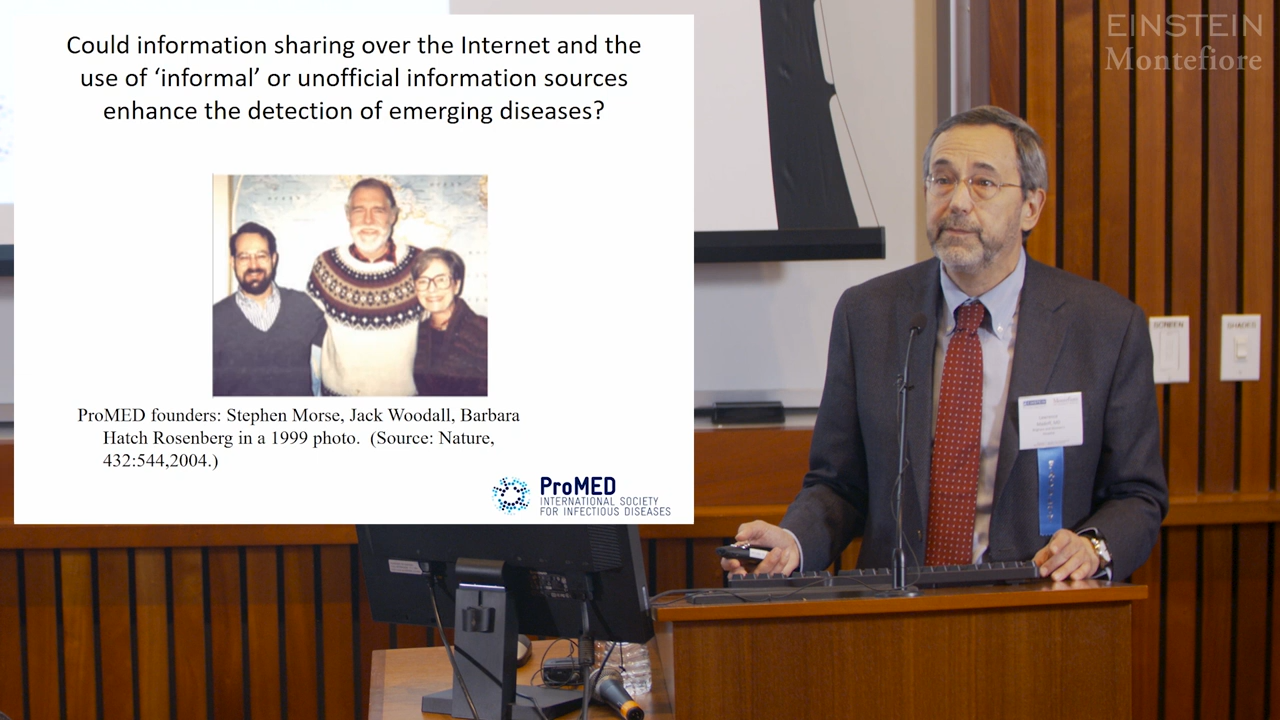 Could information sharing over the Internet and the
use of ‘informal’ or unofficial information sources
enhance the detection of emerging diseases?
ProMED founders: Stephen Morse, Jack Woodall, Barbara
Hatch Rosenberg in a 1999 photo. (Source: Nature,
432:544,2004.)
ProMED
INTERNATIONAL SOCIETY
FOR INFECTIOUS DISEASES
EINSTEIN
Montefiore
SCREEN
SHADES